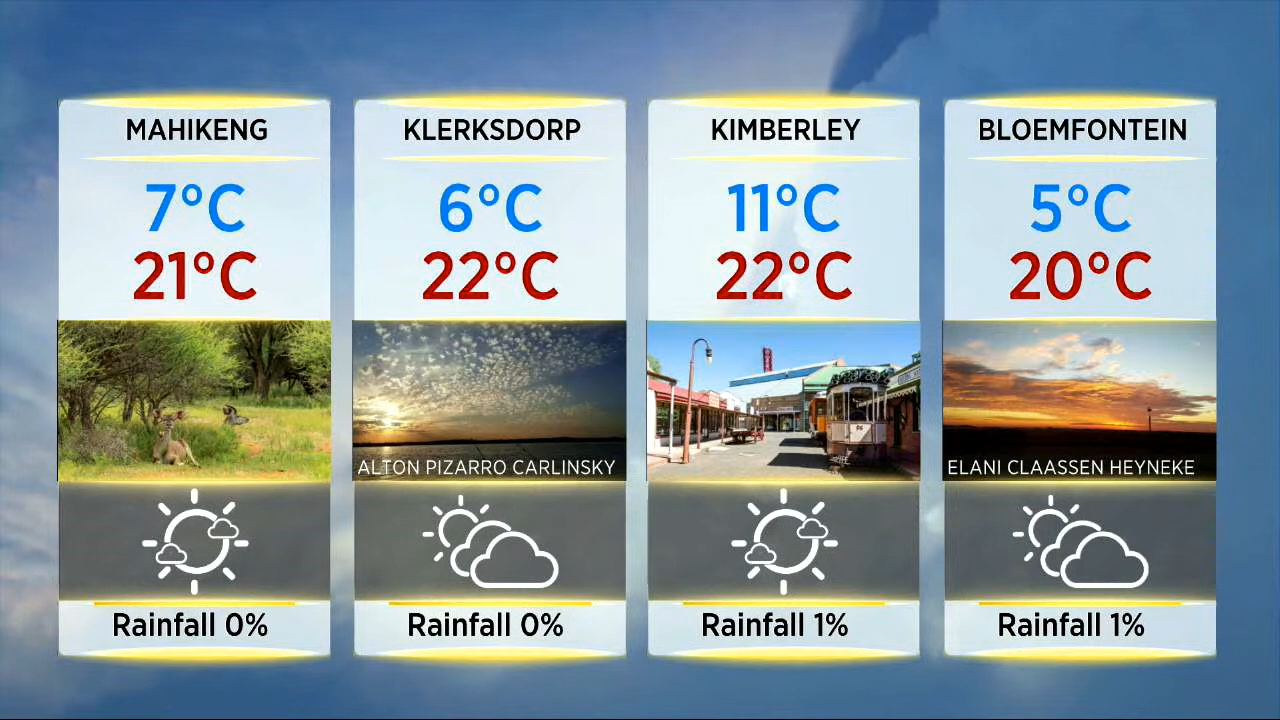 MAHIKENG
7°C
21°C
Rainfall 0%
KLERKSDORP
6°C
22°C
ALTON PIZARRO CARLINSKY
Rainfall 0%
KIMBERLEY
11°C
22°C
Rainfall 1%
BLOEMFONTEIN
5°C
20°C
ELANI CLAASSEN HEYNEKE
Rainfall 1%